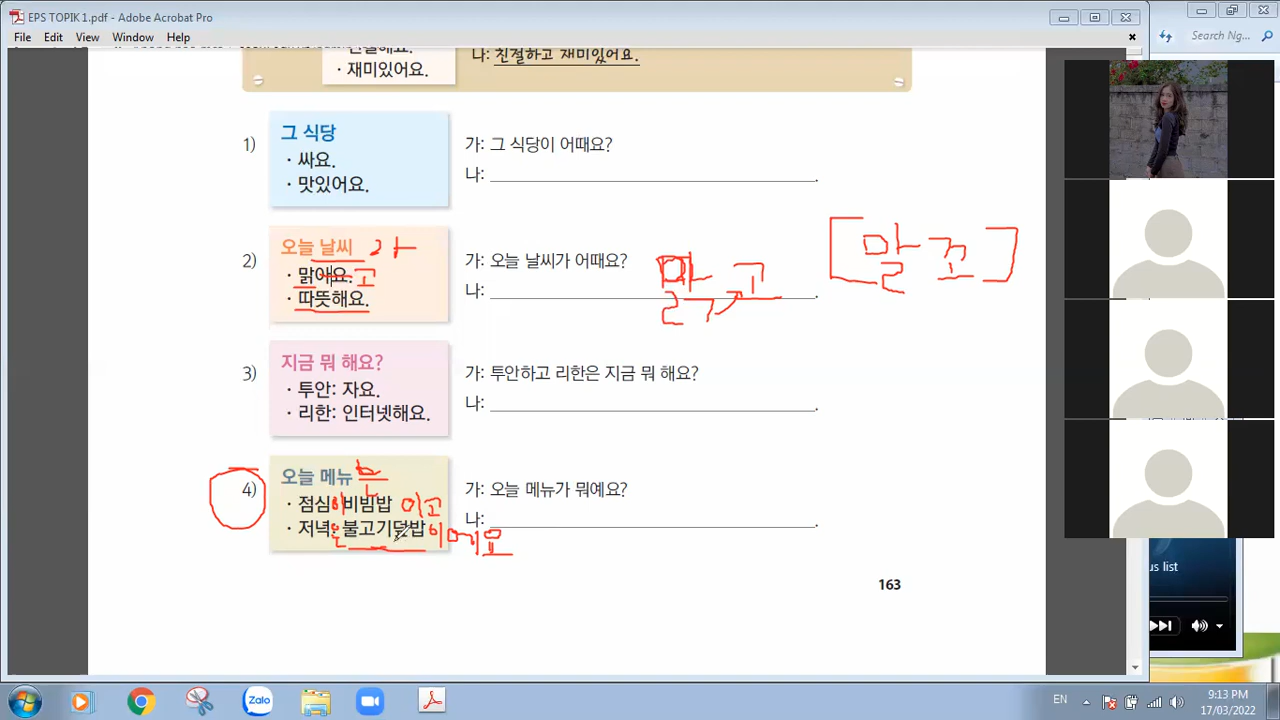 EPS TOPIK 1.pdf - Adobe Acrobat Pro
File Edit View Window Help
Search Ng...
· 재미있어요.
나: 친절하고 재미있어요.
1) 그 식당
· 싸요.
· 맛있어요.
가: 그 식당이 어때요?
나: .
2) 오늘 날씨 가
· 맑아요. 고
· 따뜻해요.
가: 오늘 날씨가 어때요?
나: .
맑고
[말꼬]
3) 지금 뭐 해요?
· 투안: 자요.
· 리한: 인터넷해요.
가: 투안하고 리한은 지금 뭐 해요?
나: .
4) 오늘 메뉴 는
· 점심: 비빔밥 이고
· 저녁: 불고기덮밥 이에요
가: 오늘 메뉴가 뭐예요?
나: .
163
us list
Zalo
EN
9:13 PM
17/03/2022